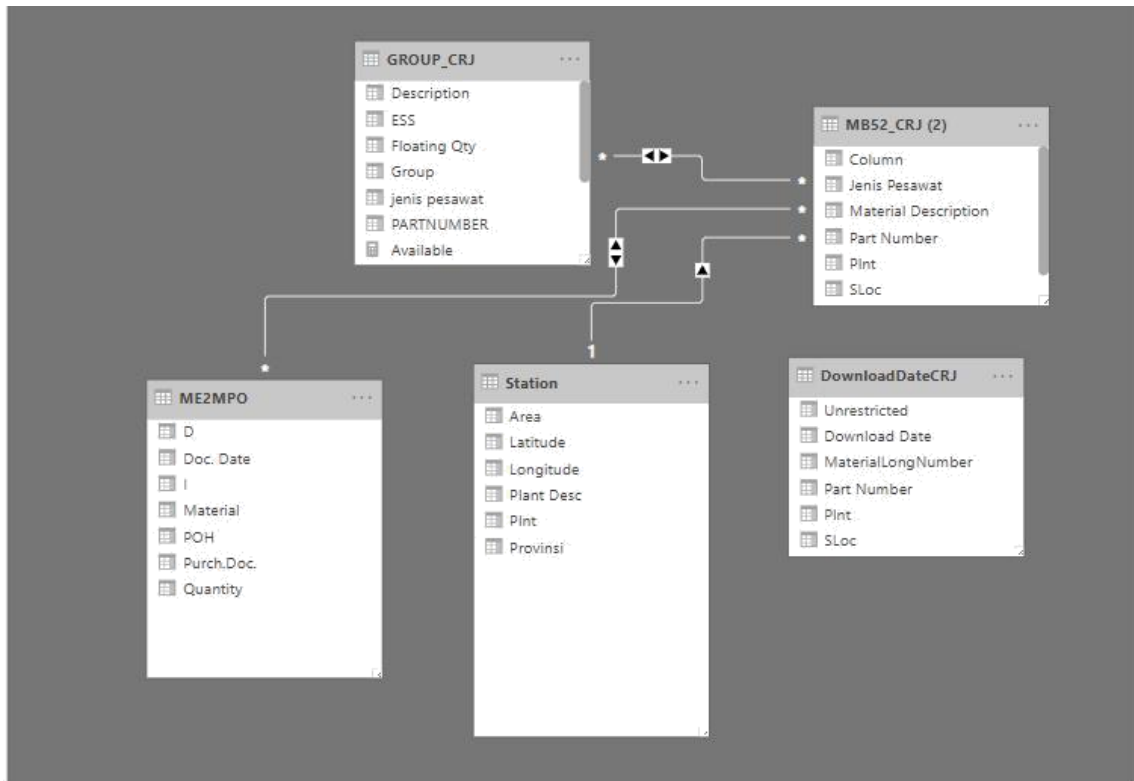 GROUP_CRJ
Description
ESS
Floating Qty
Group
jenis pesawat
PARTNUMBER
Available
MB52_CRJ (2)
Column
Jenis Pesawat
Material Description
Part Number
Plnt
SLoc
*
*
*
*
*
1
ME2MPO
D
Doc. Date
I
Material
POH
Purch.Doc.
Quantity
Station
Area
Latitude
Longitude
Plant Desc
Plnt
Provinsi
DownloadDateCRJ
Unrestricted
Download Date
MaterialLongNumber
Part Number
Plnt
SLoc